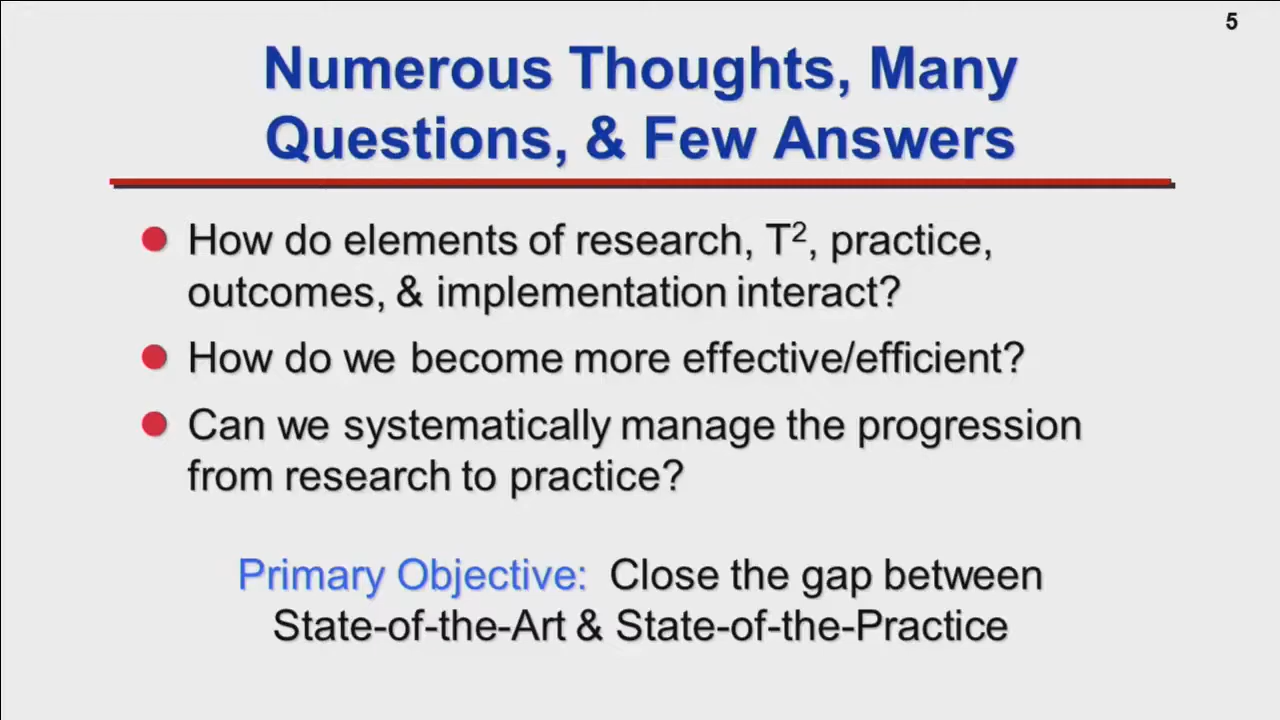 5
Numerous Thoughts, Many
Questions, & Few Answers
How do elements of research, T², practice,
outcomes, & implementation interact?
How do we become more effective/efficient?
Can we systematically manage the progression
from research to practice?
Primary Objective: Close the gap between
State-of-the-Art & State-of-the-Practice